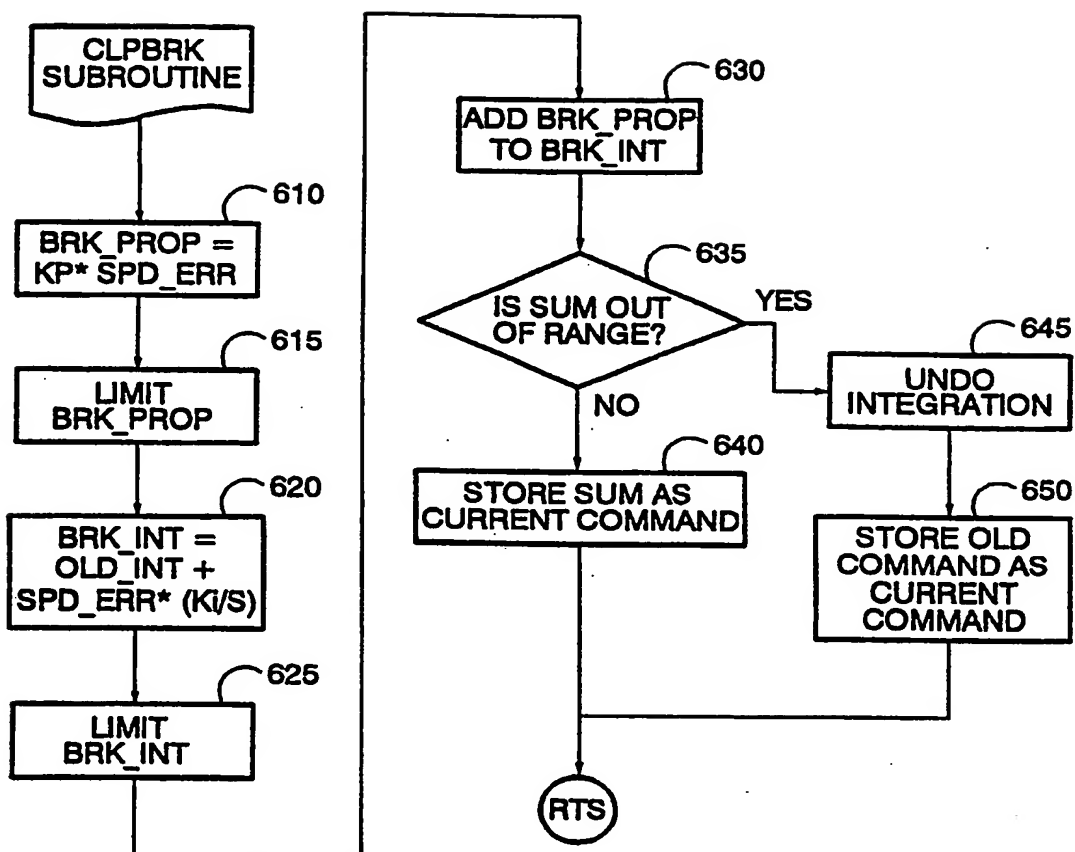 CLPBRK
SUBROUTINE
610
BRK_PROP =
KP* SPD_ERR
615
LIMIT
BRK_PROP
620
BRK_INT =
OLD_INT +
SPD_ERR* (Ki/S)
625
LIMIT
BRK_INT
630
ADD BRK_PROP
TO BRK_INT
635
IS SUM OUT
OF RANGE?
YES
NO
640
STORE SUM AS
CURRENT COMMAND
645
UNDO
INTEGRATION
650
STORE OLD
COMMAND AS
CURRENT
COMMAND
RTS